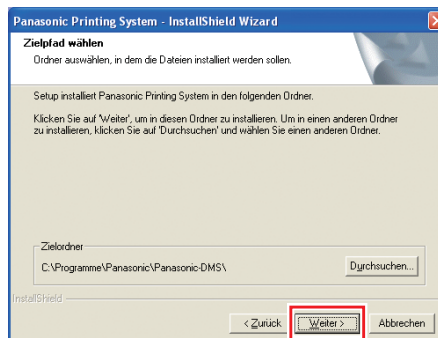 Panasonic Printing System - InstallShield Wizard
Zielpfad wählen
Ordner auswählen, in dem die Dateien installiert werden sollen.
Setup installiert Panasonic Printing System in den folgenden Ordner.
Klicken Sie auf 'Weiter', um in diesen Ordner zu installieren. Um in einen anderen Ordner
zu installieren, klicken Sie auf 'Durchsuchen' und wählen Sie einen anderen Ordner.
Zielordner
C:\Programme\Panasonic\Panasonic-DMS\
Durchsuchen...
InstallShield
< Zurück
Weiter >
Abbrechen